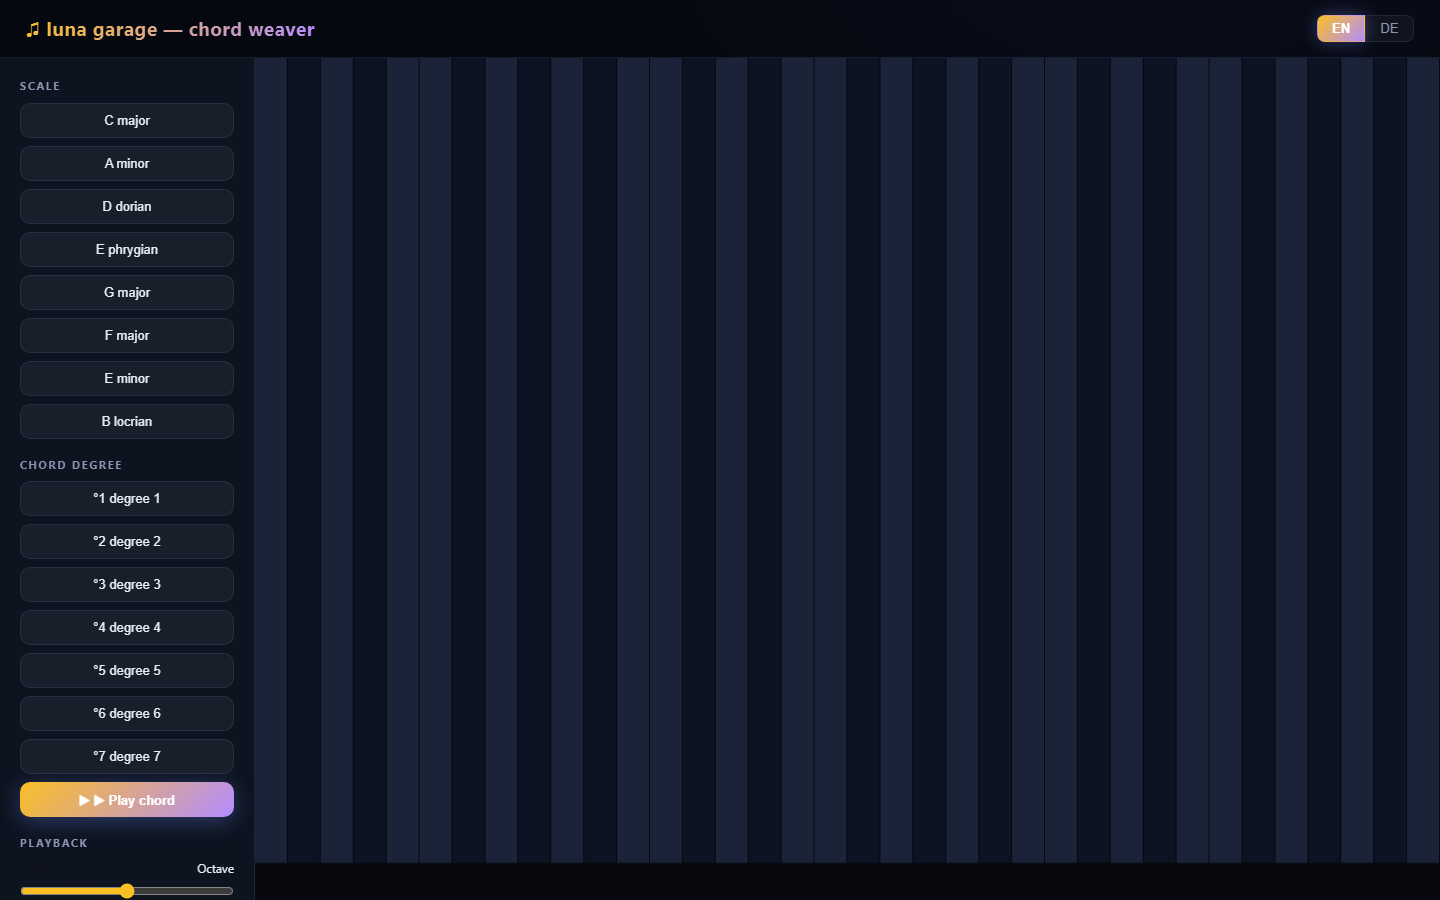 ♫ luna garage — chord weaver
EN DE
SCALE
C major
A minor
D dorian
E phrygian
G major
F major
E minor
B locrian
CHORD DEGREE
°1 degree 1
°2 degree 2
°3 degree 3
°4 degree 4
°5 degree 5
°6 degree 6
°7 degree 7
▶ ▶ Play chord
PLAYBACK
Octave